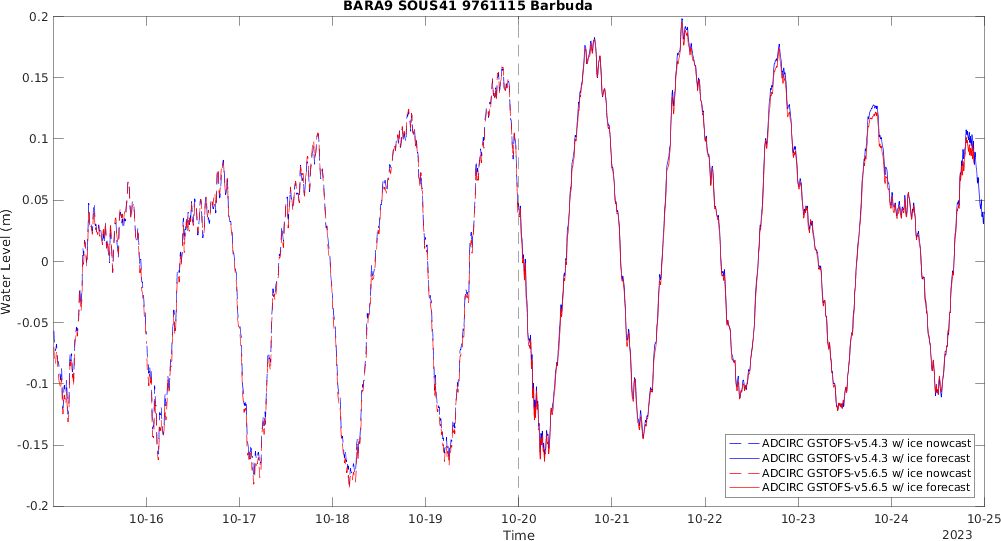 BARA9 SOUS41 9761115 Barbuda
0.2
0.15
0.1
0.05
0
-0.05
-0.1
-0.15
-0.2
Water Level (m)
10-16 10-17 10-18 10-19 10-20 10-21 10-22 10-23 10-24 10-25
Time
2023
ADCIRC GSTOFS-v5.4.3 w/ ice nowcast
ADCIRC GSTOFS-v5.4.3 w/ ice forecast
ADCIRC GSTOFS-v5.6.5 w/ ice nowcast
ADCIRC GSTOFS-v5.6.5 w/ ice forecast